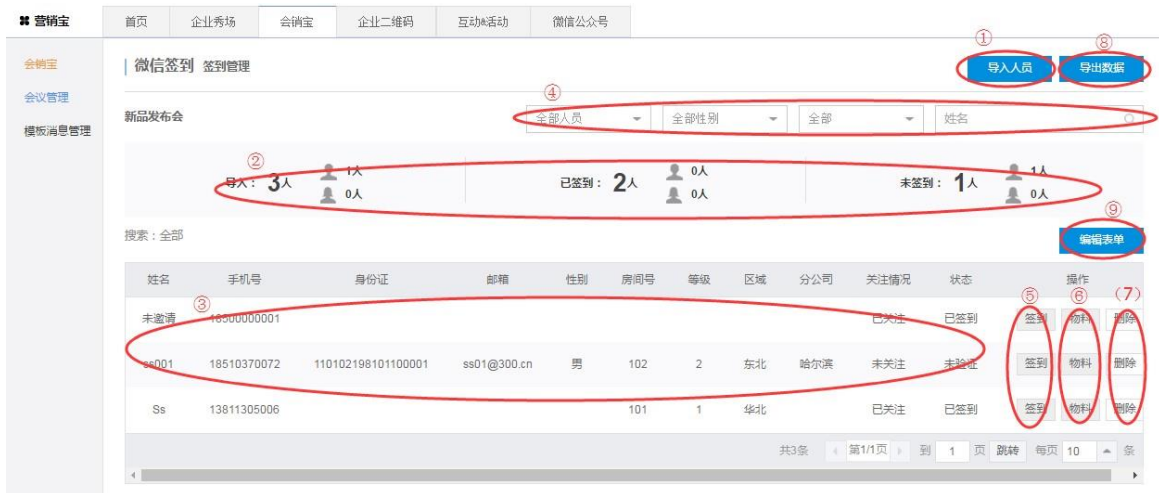 营销宝 首页 企业秀场 会销宝 企业二维码 互动&活动 微信公众号
① ⑧
会销宝 微信签到 签到管理 导入人员 导出数据
会议管理
④
新品发布会 全部人员 全部性别 全部 姓名
模板消息管理
②
导入：3人 1人 0人 已签到：2人 0人 0人 未签到：1人 1人 0人
⑨
搜索：全部 编辑表单
姓名 手机号 身份证 邮箱 性别 房间号 等级 区域 分公司 关注情况 状态 操作
③ ⑤ ⑥ （7）
未邀请 18500000001 已关注 已签到 签到 物料 删除
ss001 18510370072 110102198101100001 ss01@300.cn 男 102 2 东北 哈尔滨 未关注 未验证 签到 物料 删除
Ss 13811305006 101 1 华北 已关注 已签到 签到 物料 删除
共3条 第1/1页 到 1 页 跳转 每页 10 条